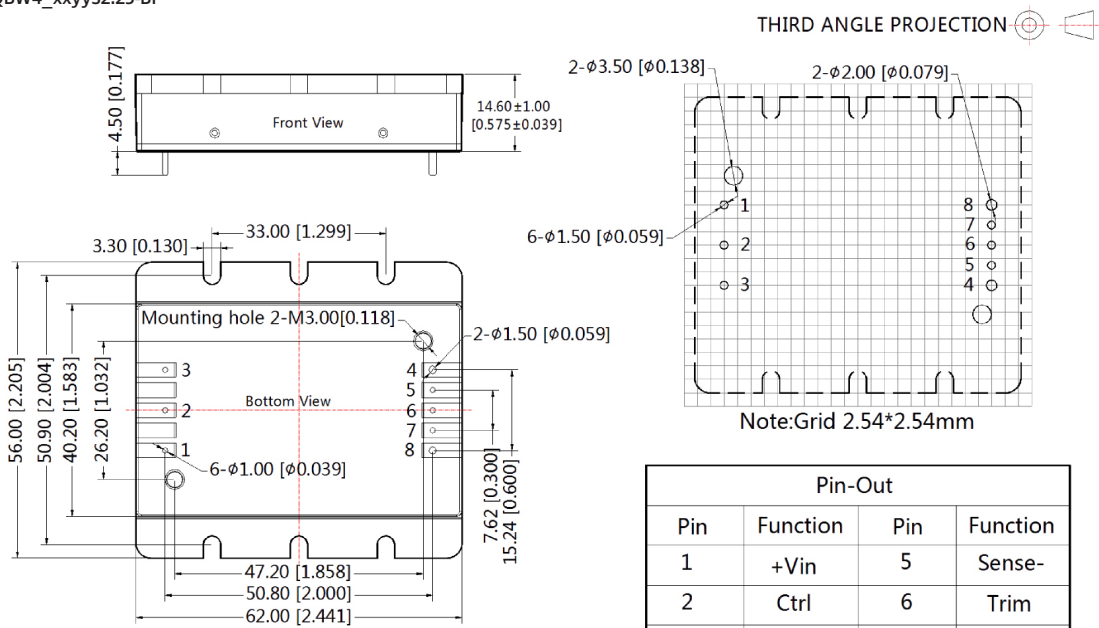 THIRD ANGLE PROJECTION
4.50 [0.177]
Front View
14.60±1.00
[0.575±0.039]
2-φ3.50 [φ0.138]
2-φ2.00 [φ0.079]
6-φ1.50 [φ0.059]
1
2
3
8
7
6
5
4
Note:Grid 2.54*2.54mm
33.00 [1.299]
3.30 [0.130]
Mounting hole 2-M3.00[0.118]
2-φ1.50 [φ0.059]
56.00 [2.205]
50.90 [2.004]
40.20 [1.583]
26.20 [1.032]
3
2
1
Bottom View
4
5
6
7
8
6-φ1.00 [φ0.039]
7.62 [0.300]
15.24 [0.600]
47.20 [1.858]
50.80 [2.000]
62.00 [2.441]
Pin-Out
Pin Function Pin Function
1 +Vin 5 Sense-
2 Ctrl 6 Trim